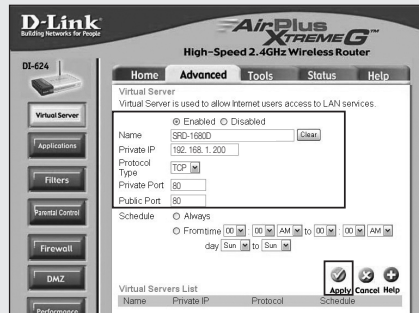 D-Link
Building Networks for People
AirPlus
XTREME G™
High-Speed 2.4GHz Wireless Router
DI-624
Home Advanced Tools Status Help
Virtual Server
Applications
Filters
Parental Control
Firewall
DMZ
Performance
Virtual Server
Virtual Server is used to allow Internet users access to LAN services.
Enabled Disabled
Name SRD-1680D Clear
Private IP 192.168.1.200
Protocol Type TCP
Private Port 80
Public Port 80
Schedule Always
From time 00 : 00 AM to 00 : 00 AM
day Sun to Sun
Apply Cancel Help
Virtual Servers List
Name Private IP Protocol Schedule